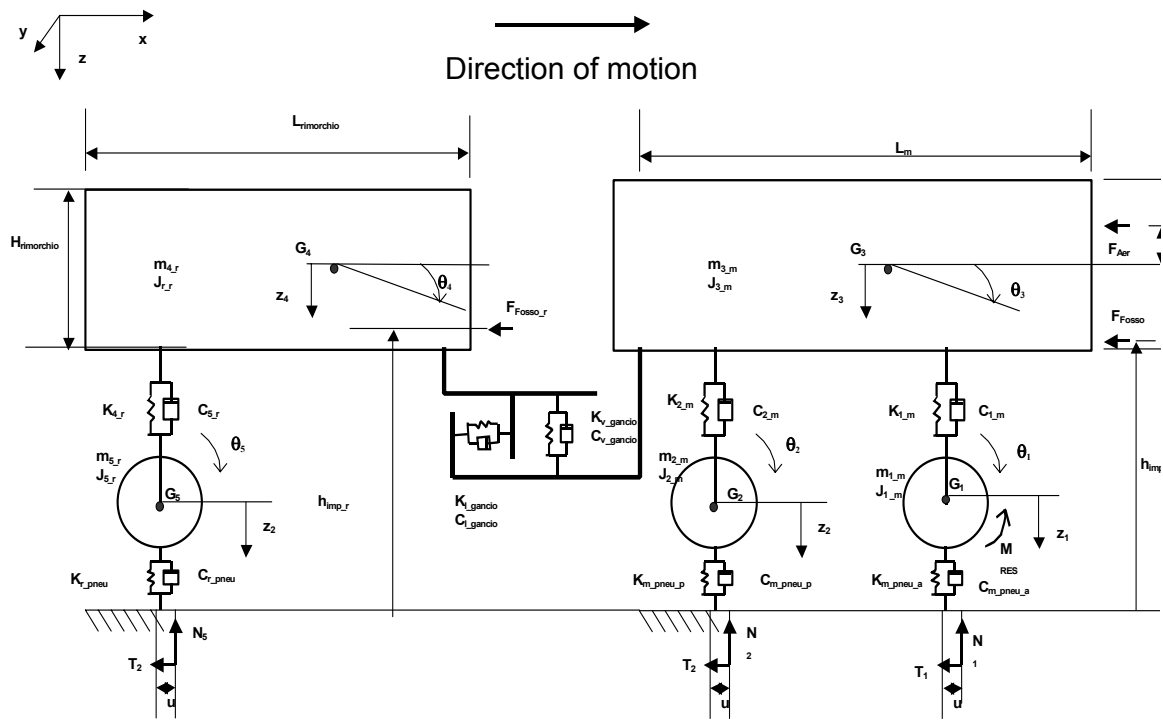 y
x
z
Direction of motion
Lrimorchio
Lm
Hrimorchio
G4
m4_r
Jr_r
z4
θ4
FFosso_r
G3
m3_m
J3_m
z3
θ3
FAer
FFosso
K4_r
C5_r
θ5
m5_r
J5_r
G5
z2
Kr_pneu
Cr_pneu
himp_r
Kv_gancio
Cv_gancio
Kl_gancio
Cl_gancio
K2_m
C2_m
θ2
m2_m
J2_m
G2
z2
Km_pneu_p
Cm_pneu_p
K1_m
C1_m
θ1
m1_m
J1_m
G1
z1
M
RES
Km_pneu_a
Cm_pneu_a
himp
N5
T2
u
N
2
T2
u
N
1
T1
u